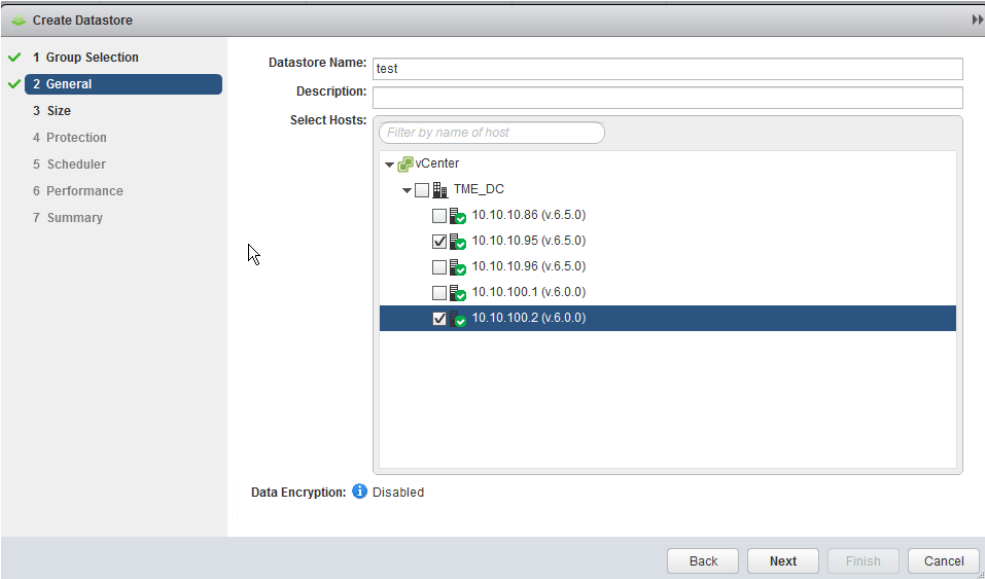 Create Datastore
1 Group Selection
2 General
3 Size
4 Protection
5 Scheduler
6 Performance
7 Summary
Datastore Name: test
Description:
Select Hosts:
Filter by name of host
vCenter
TME_DC
10.10.10.86 (v.6.5.0)
10.10.10.95 (v.6.5.0)
10.10.10.96 (v.6.5.0)
10.10.100.1 (v.6.0.0)
10.10.100.2 (v.6.0.0)
Data Encryption: Disabled
Back Next Finish Cancel